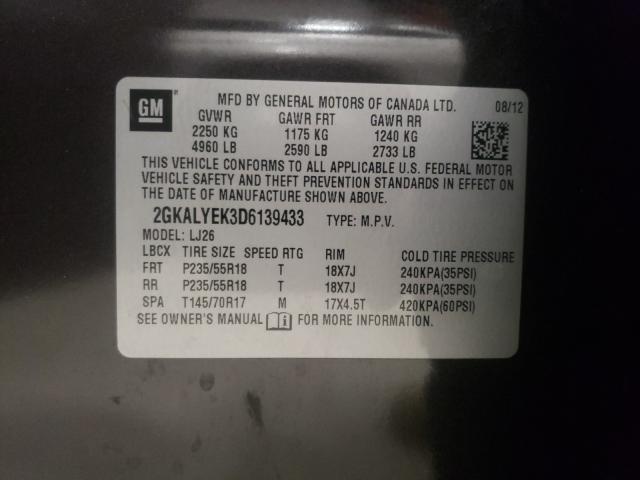 GM
MFD BY GENERAL MOTORS OF CANADA LTD. 08/12
GVWR GAWR FRT GAWR RR
2250 KG 1175 KG 1240 KG
4960 LB 2590 LB 2733 LB
THIS VEHICLE CONFORMS TO ALL APPLICABLE U.S. FEDERAL MOTOR
VEHICLE SAFETY AND THEFT PREVENTION STANDARDS IN EFFECT ON
THE DATE OF MANUFACTURE SHOWN ABOVE.
2GKALYEK3D6139433 TYPE: M.P.V.
MODEL: LJ26
LBCX TIRE SIZE SPEED RTG RIM COLD TIRE PRESSURE
FRT P235/55R18 T 18X7J 240KPA(35PSI)
RR P235/55R18 T 18X7J 240KPA(35PSI)
SPA T145/70R17 M 17X4.5T 420KPA(60PSI)
SEE OWNER'S MANUAL FOR MORE INFORMATION.